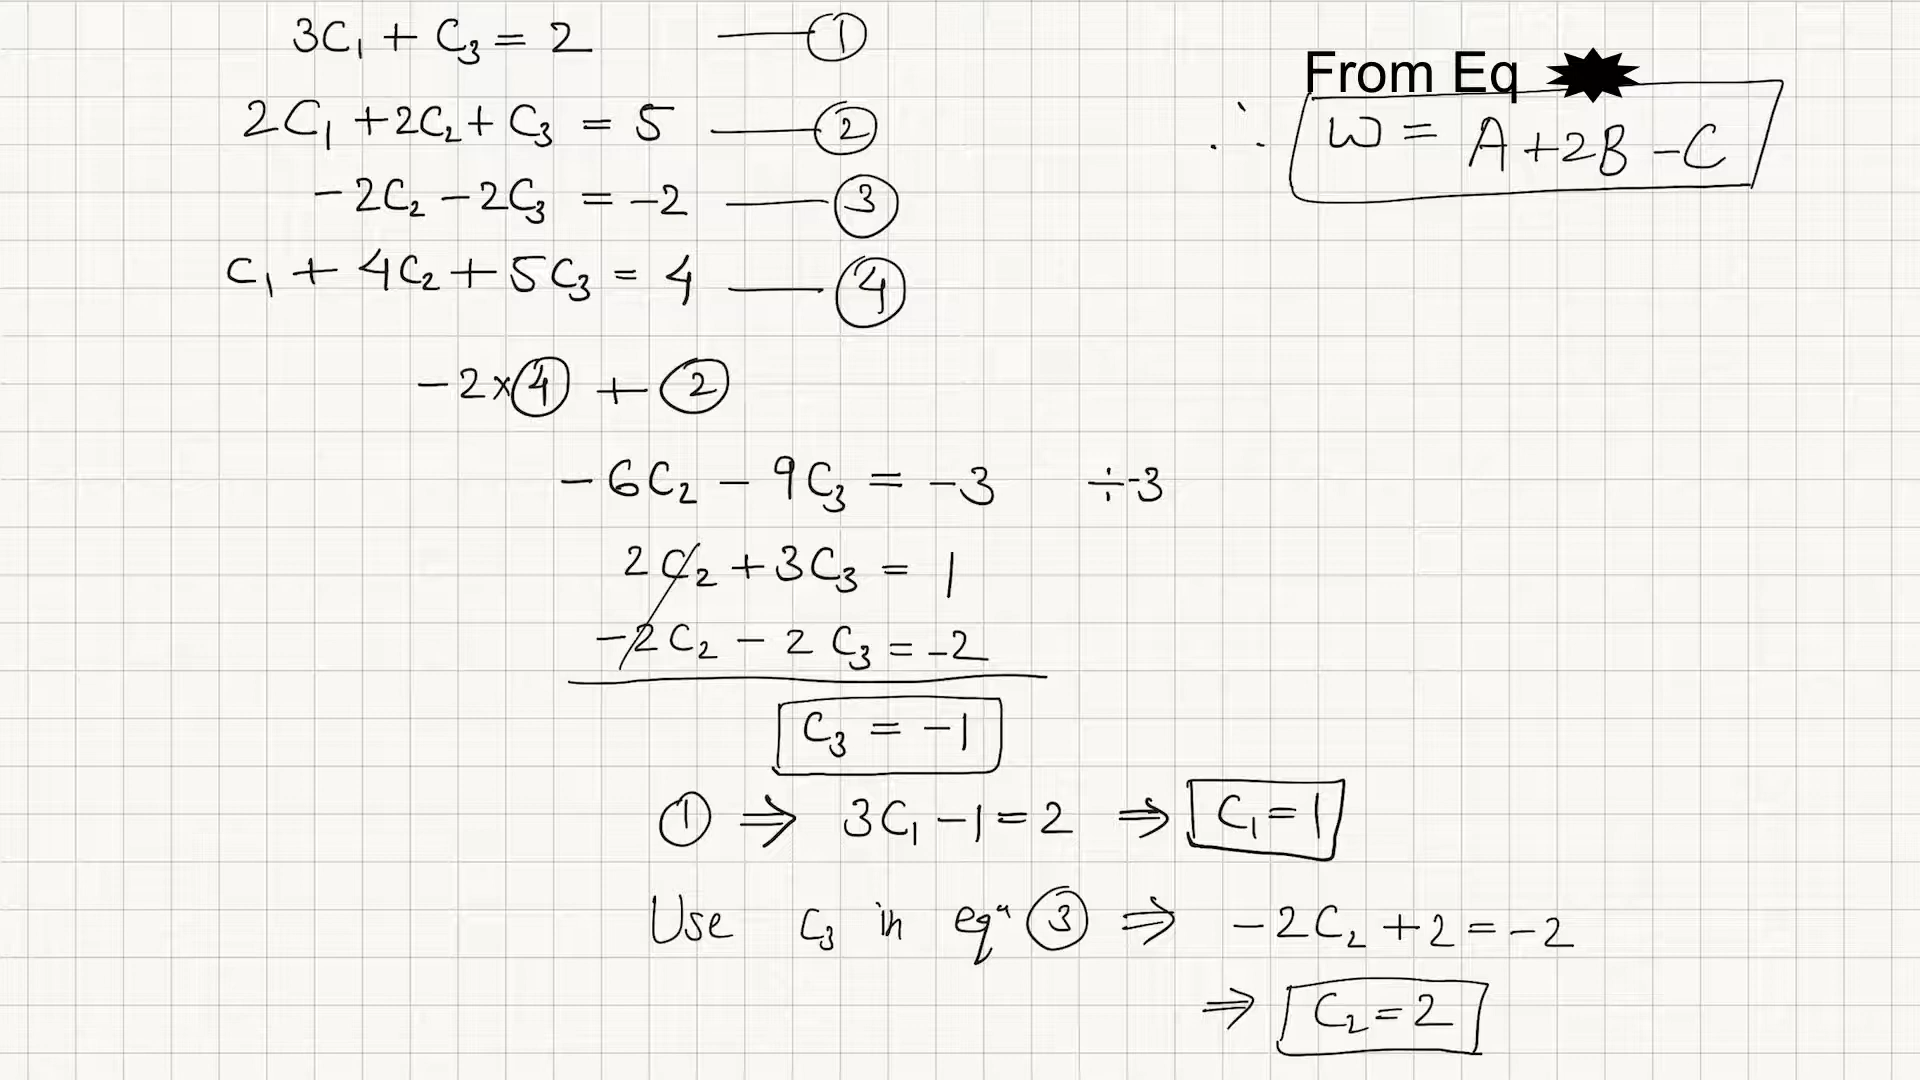 3C₁ + C₃ = 2 —— ①
2C₁ + 2C₂ + C₃ = 5 —— ②
-2C₂ - 2C₃ = -2 —— ③
C₁ + 4C₂ + 5C₃ = 4 —— ④
From Eq
∴ W = A + 2B - C
-2 × ④ + ②
-6C₂ - 9C₃ = -3 ÷-3
2C₂ + 3C₃ = 1
-2C₂ - 2C₃ = -2
C₃ = -1
① ⇒ 3C₁ - 1 = 2 ⇒ C₁ = 1
Use C₃ in eqⁿ ③ ⇒ -2C₂ + 2 = -2
⇒ C₂ = 2